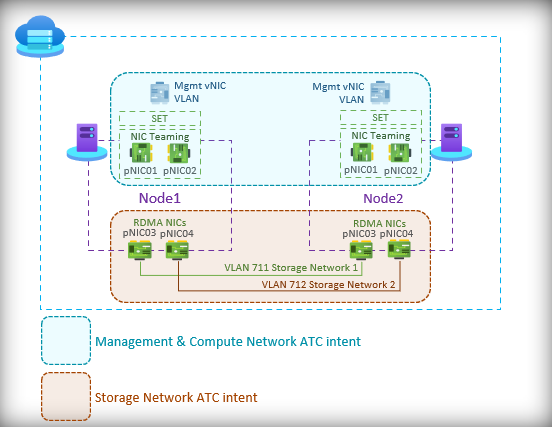 Mgmt vNIC
VLAN
Mgmt vNIC
VLAN
SET
SET
NIC Teaming
NIC Teaming
pNIC01
pNIC02
pNIC01
pNIC02
Node1
Node2
RDMA NICs
RDMA NICs
pNIC03
pNIC04
pNIC03
pNIC04
VLAN 711 Storage Network 1
VLAN 712 Storage Network 2
Management & Compute Network ATC intent
Storage Network ATC intent